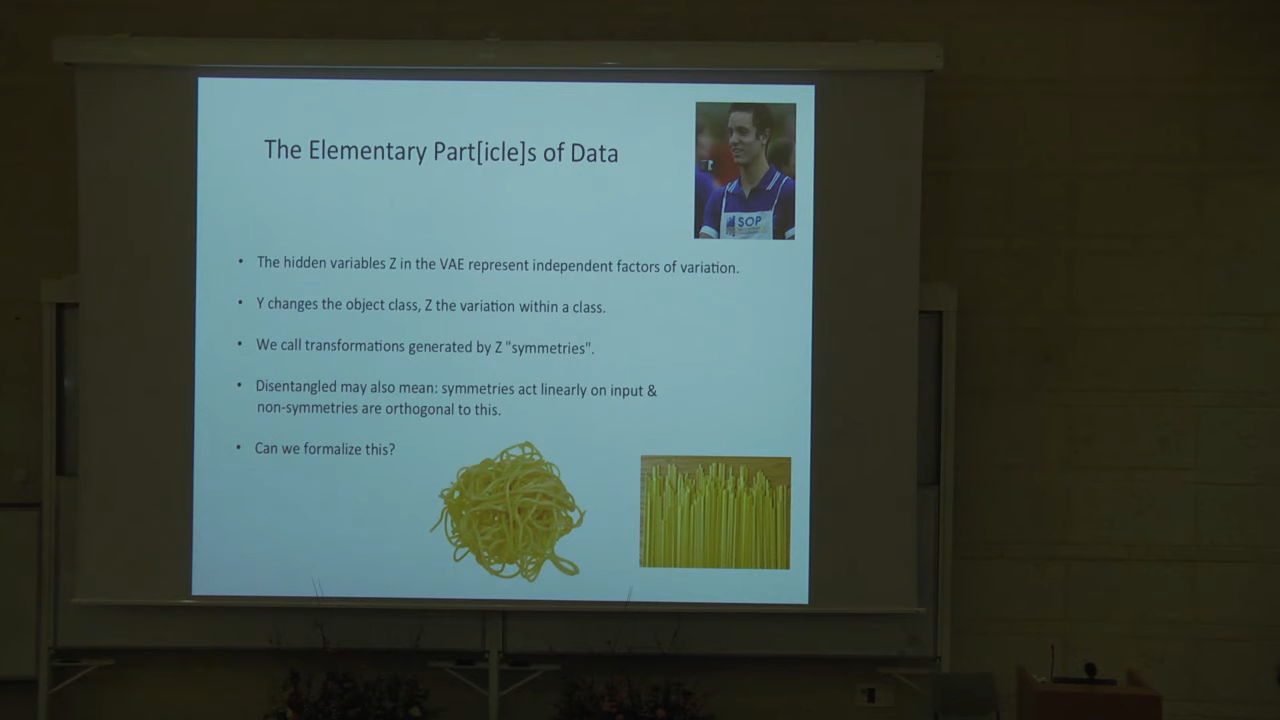 The Elementary Part[icle]s of Data
SOP
• The hidden variables Z in the VAE represent independent factors of variation.
• Y changes the object class, Z the variation within a class.
• We call transformations generated by Z "symmetries".
• Disentangled may also mean: symmetries act linearly on input &
non-symmetries are orthogonal to this.
• Can we formalize this?